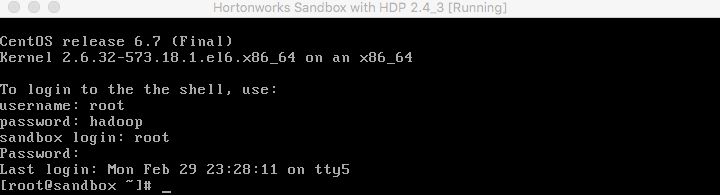 Hortonworks Sandbox with HDP 2.4_3 [Running]
CentOS release 6.7 (Final)
Kernel 2.6.32-573.18.1.el6.x86_64 on an x86_64
To login to the the shell, use:
username: root
password: hadoop
sandbox login: root
Password:
Last login: Mon Feb 29 23:28:11 on tty5
[root@sandbox ~]# _